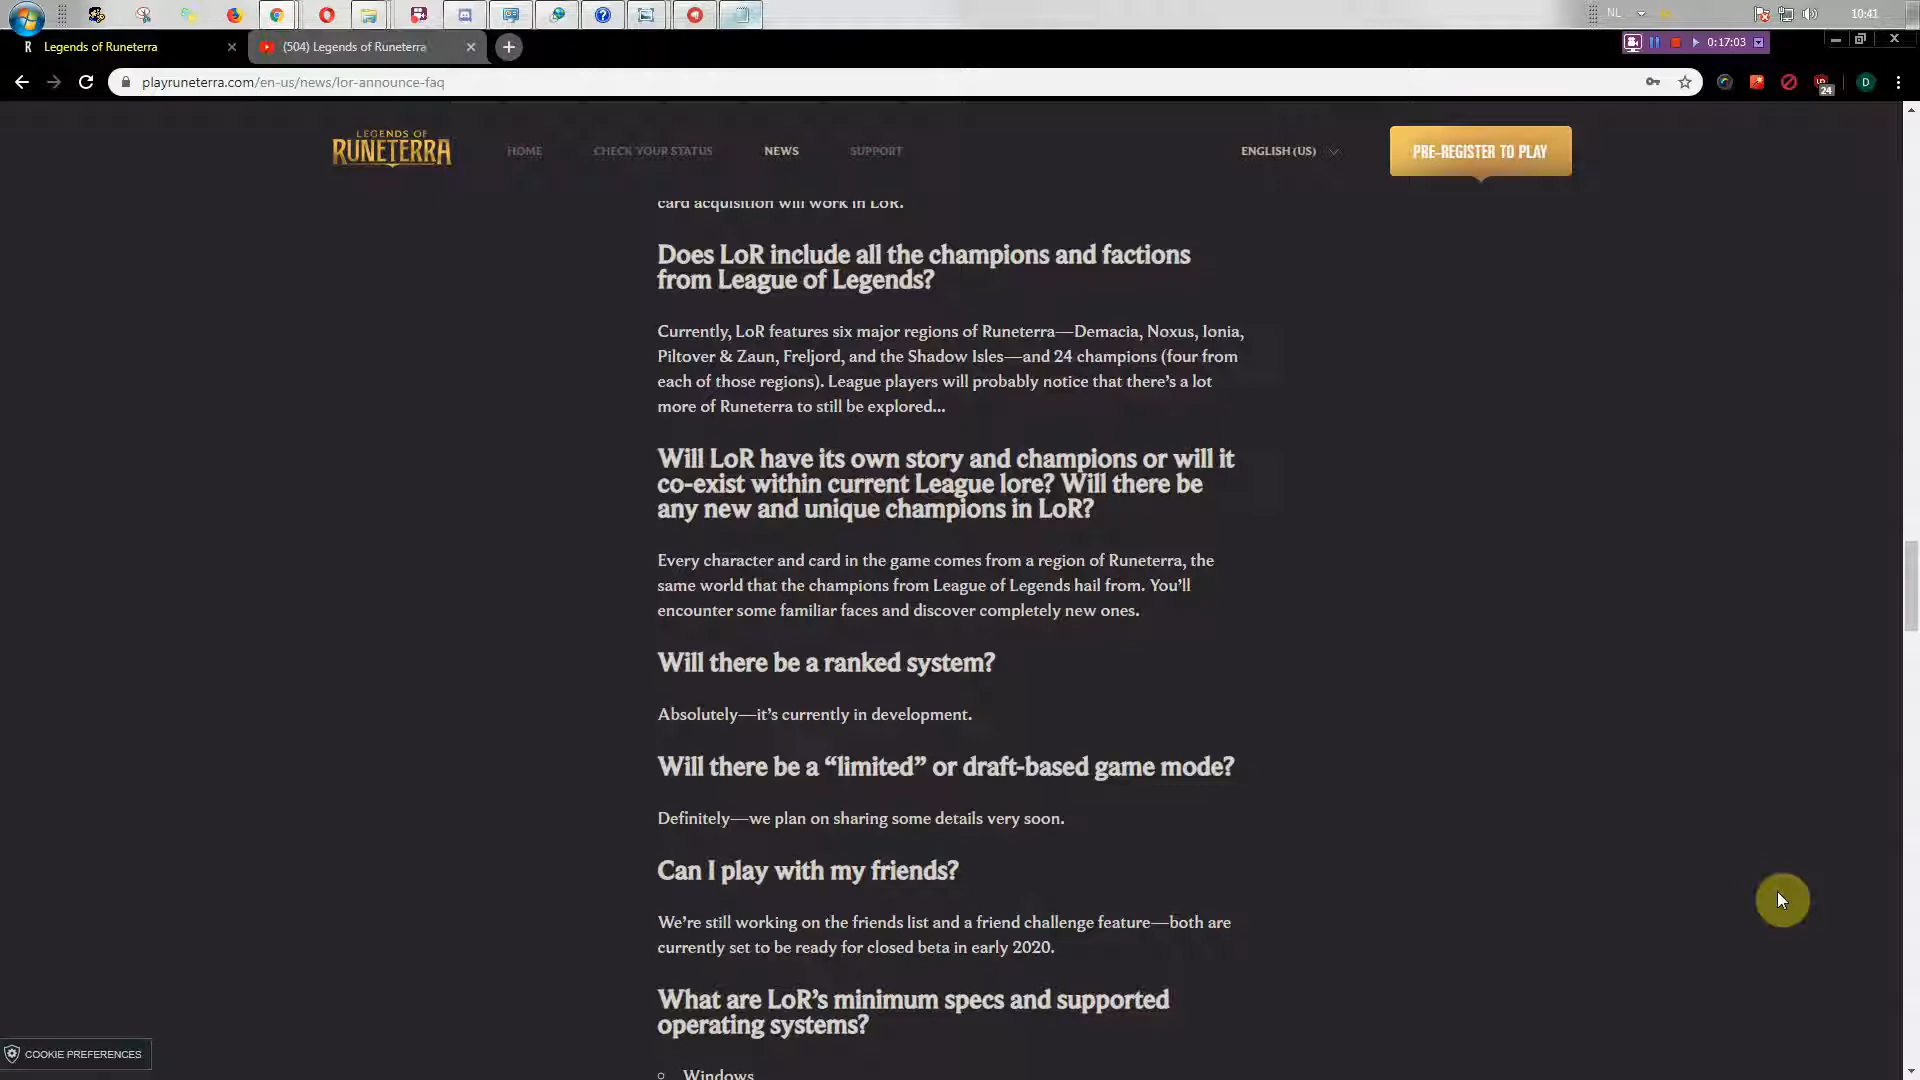 NL
10:41
Legends of Runeterra
(504) Legends of Runeterra
0:17:03
playruneterra.com/en-us/news/lor-announce-faq
24
D
LEGENDS OF
RUNETERRA
HOME
CHECK YOUR STATUS
NEWS
SUPPORT
ENGLISH (US)
PRE-REGISTER TO PLAY
card acquisition will work in LoR.
Does LoR include all the champions and factions
from League of Legends?
Currently, LoR features six major regions of Runeterra—Demacia, Noxus, Ionia,
Piltover & Zaun, Freljord, and the Shadow Isles—and 24 champions (four from
each of those regions). League players will probably notice that there’s a lot
more of Runeterra to still be explored...
Will LoR have its own story and champions or will it
co-exist within current League lore? Will there be
any new and unique champions in LoR?
Every character and card in the game comes from a region of Runeterra, the
same world that the champions from League of Legends hail from. You’ll
encounter some familiar faces and discover completely new ones.
Will there be a ranked system?
Absolutely—it’s currently in development.
Will there be a “limited” or draft-based game mode?
Definitely—we plan on sharing some details very soon.
Can I play with my friends?
We’re still working on the friends list and a friend challenge feature—both are
currently set to be ready for closed beta in early 2020.
What are LoR’s minimum specs and supported
operating systems?
Windows
COOKIE PREFERENCES